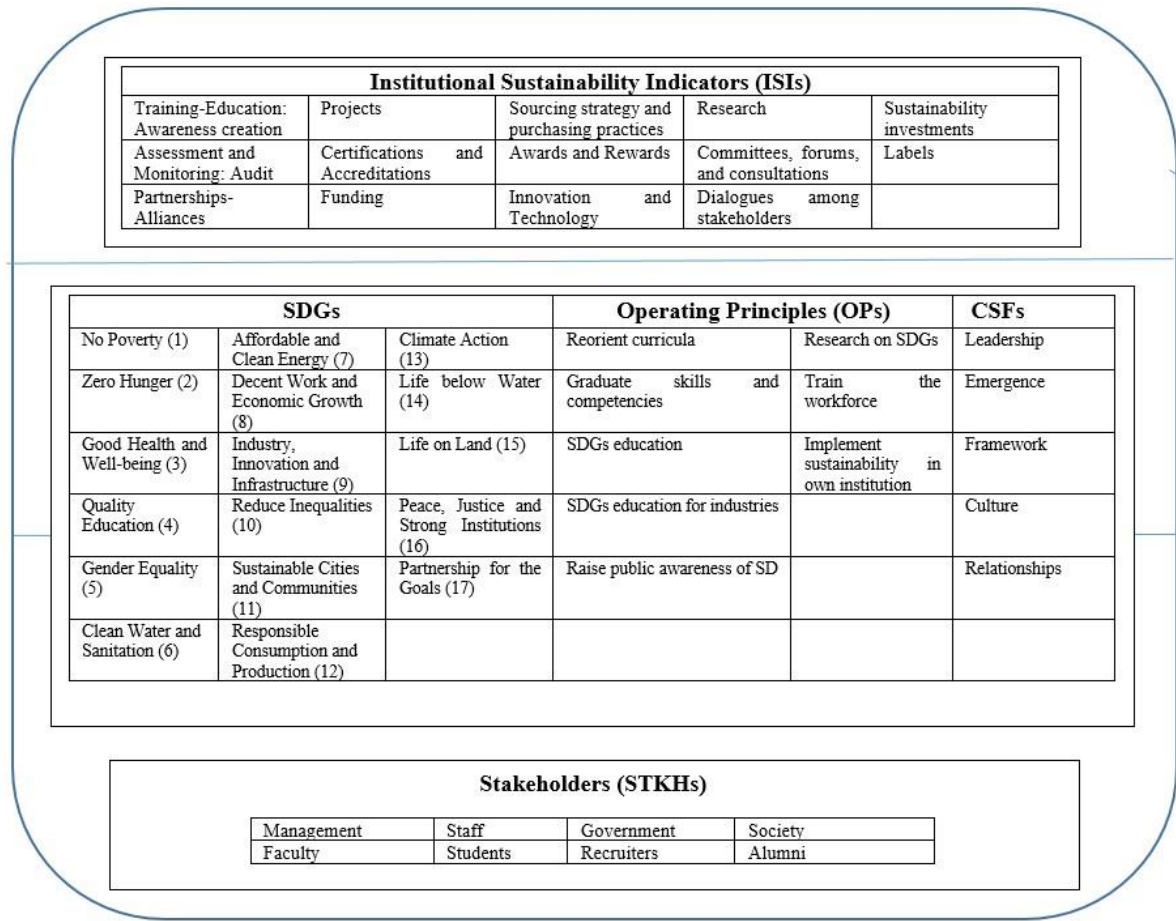 Institutional Sustainability Indicators (ISIs)
Training-Education:
Awareness creation
Projects
Sourcing strategy and
purchasing practices
Research
Sustainability
investments
Assessment and
Monitoring: Audit
Certifications and
Accreditations
Awards and Rewards
Committees, forums,
and consultations
Labels
Partnerships-
Alliances
Funding
Innovation and
Technology
Dialogues among
stakeholders
SDGs
Operating Principles (OPs)
CSFs
No Poverty (1)
Affordable and
Clean Energy (7)
Climate Action
(13)
Reorient curricula
Research on SDGs
Leadership
Zero Hunger (2)
Decent Work and
Economic Growth
(8)
Life below Water
(14)
Graduate skills and
competencies
Train the
workforce
Emergence
Good Health and
Well-being (3)
Industry,
Innovation and
Infrastructure (9)
Life on Land (15)
SDGs education
Implement
sustainability in
own institution
Framework
Quality
Education (4)
Reduce Inequalities
(10)
Peace, Justice and
Strong Institutions
(16)
SDGs education for industries
Culture
Gender Equality
(5)
Sustainable Cities
and Communities
(11)
Partnership for the
Goals (17)
Raise public awareness of SD
Relationships
Clean Water and
Sanitation (6)
Responsible
Consumption and
Production (12)
Stakeholders (STKHs)
Management
Staff
Government
Society
Faculty
Students
Recruiters
Alumni